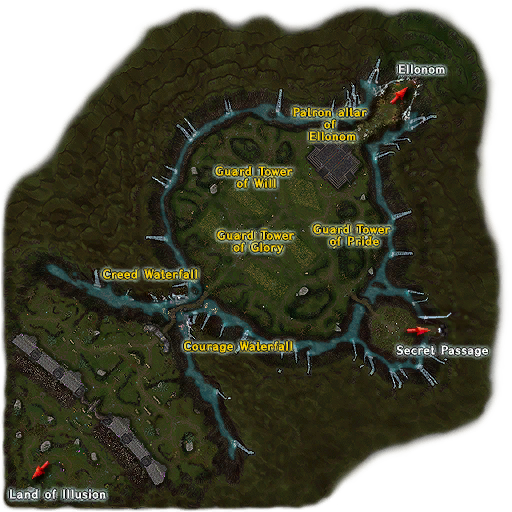 Ellonom
Patron altar
of
Ellonom
Guard Tower
of Will
Guard Tower
of Glory
Guard Tower
of Pride
Creed Waterfall
Courage Waterfall
Secret Passage
Land of Illusion